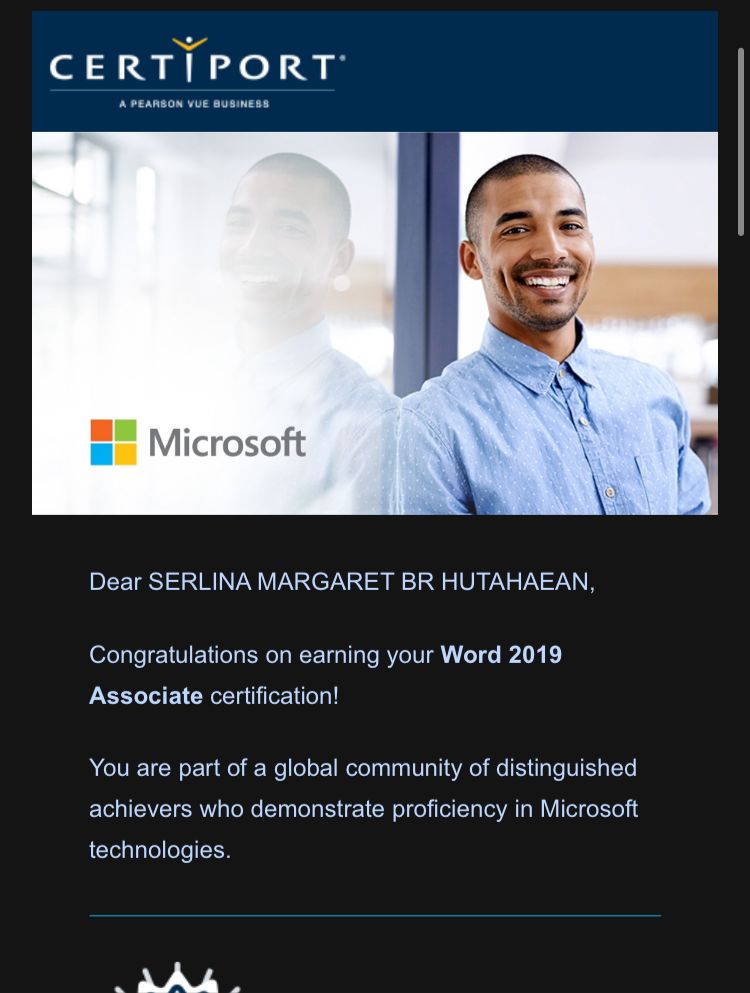 CERTIPORT®
A PEARSON VUE BUSINESS
Microsoft
Dear SERLINA MARGARET BR HUTAHAEAN,
Congratulations on earning your Word 2019
Associate certification!
You are part of a global community of distinguished
achievers who demonstrate proficiency in Microsoft
technologies.